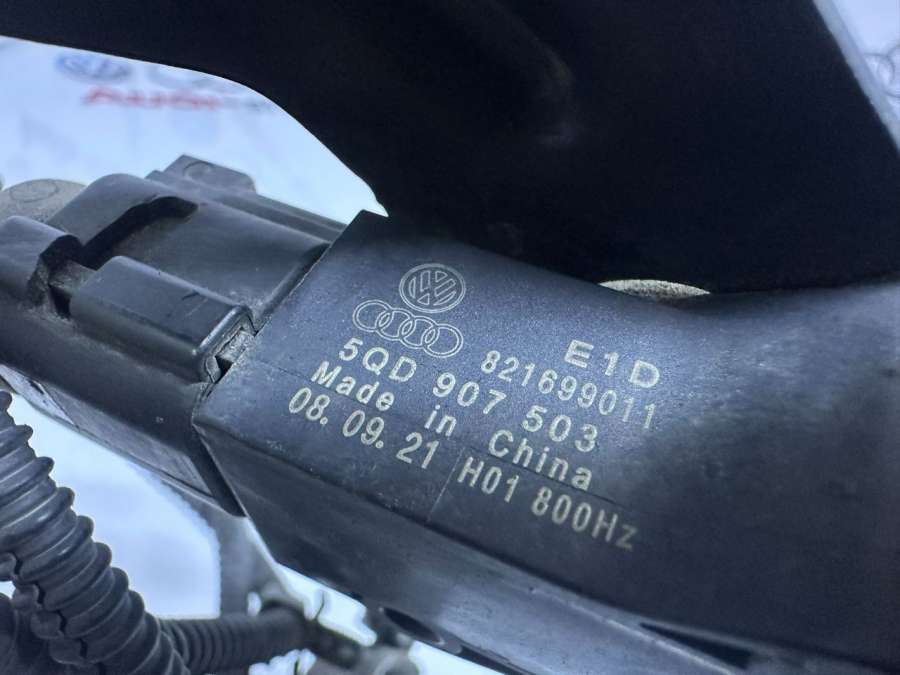 E1D
821699011
5QD 907 503
Made in China
08.09.21 H01 800Hz